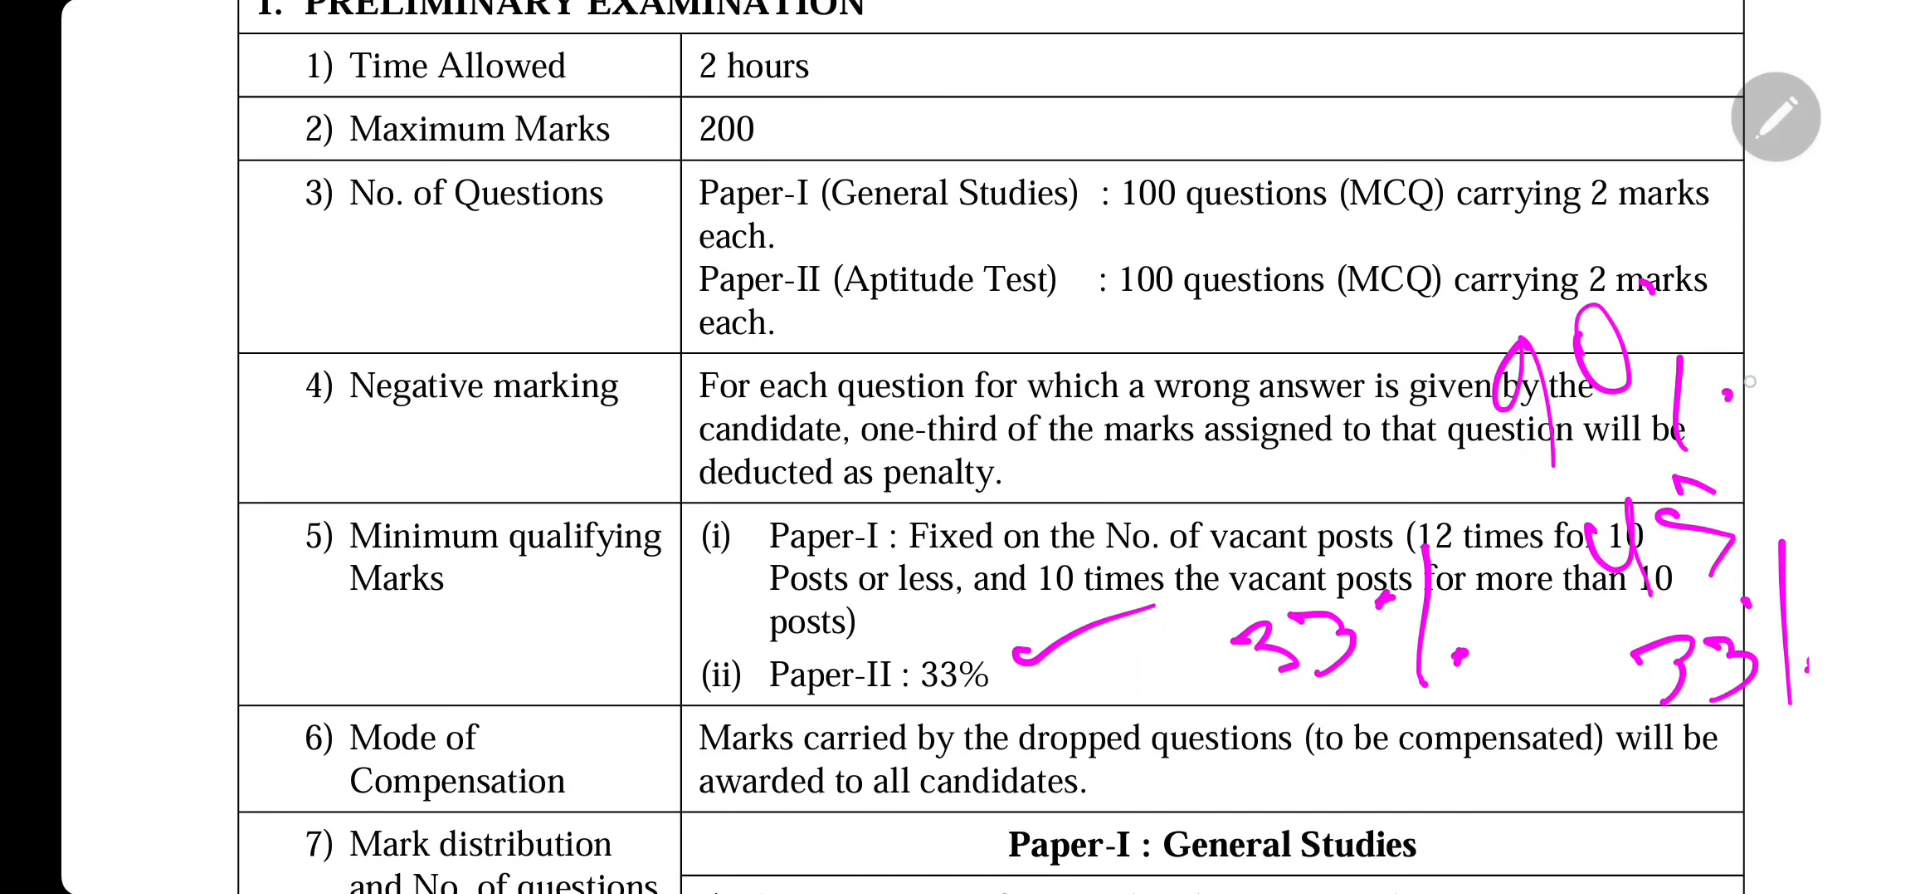 1. PRELIMINARY EXAMINATION
1) Time Allowed
2 hours
2) Maximum Marks
200
3) No. of Questions
Paper-I (General Studies) : 100 questions (MCQ) carrying 2 marks
each.
Paper-II (Aptitude Test) : 100 questions (MCQ) carrying 2 marks
each.
4) Negative marking
For each question for which a wrong answer is given by the
candidate, one-third of the marks assigned to that question will be
deducted as penalty.
90%
5) Minimum qualifying
Marks
(i) Paper-I : Fixed on the No. of vacant posts (12 times for 10
Posts or less, and 10 times the vacant posts for more than 10
posts)
(ii) Paper-II : 33%
33%
33%
6) Mode of
Compensation
Marks carried by the dropped questions (to be compensated) will be
awarded to all candidates.
7) Mark distribution
and No. of questions
Paper-I : General Studies